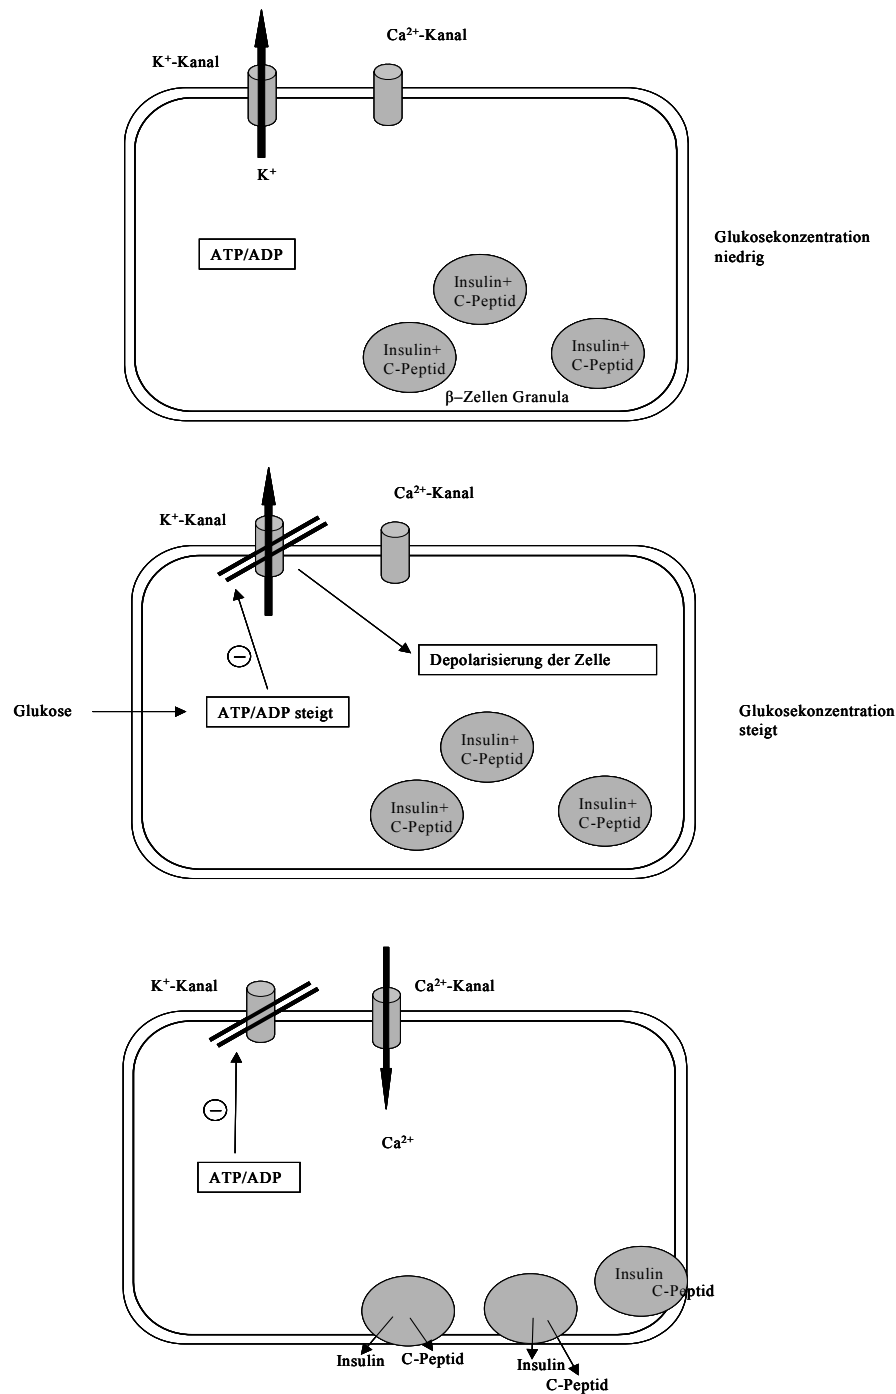 Ca²⁺-Kanal
K⁺-Kanal
K⁺
ATP/ADP
Glukosekonzentration
niedrig
Insulin+
C-Peptid
Insulin+
C-Peptid
Insulin+
C-Peptid
β–Zellen Granula
Ca²⁺-Kanal
K⁺-Kanal
−
Depolarisierung der Zelle
Glukose
ATP/ADP steigt
Glukosekonzentration
steigt
Insulin+
C-Peptid
Insulin+
C-Peptid
Insulin+
C-Peptid
K⁺-Kanal
Ca²⁺-Kanal
−
Ca²⁺
ATP/ADP
Insulin
C-Peptid
Insulin
C-Peptid
Insulin
C-Peptid